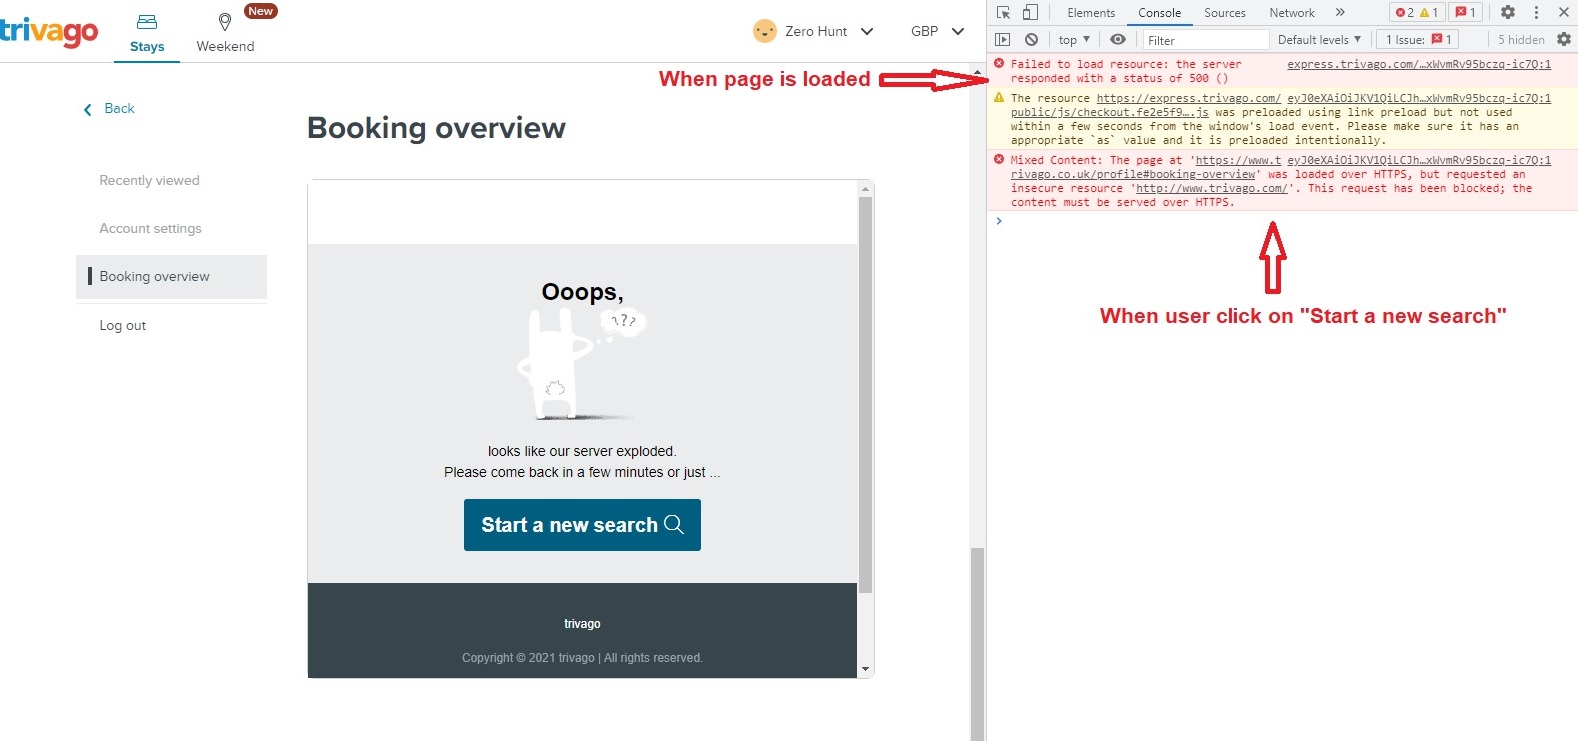 trivago
Stays
New
Weekend
Zero Hunt
GBP
Back
Recently viewed
Account settings
Booking overview
Log out
Booking overview
Ooops,
???
looks like our server exploded.
Please come back in a few minutes or just ...
Start a new search
trivago
Copyright © 2021 trivago | All rights reserved.
When page is loaded
Elements Console Sources Network » 2 1 1
top ▼ Filter Default levels ▼ 1 Issue: 1 5 hidden
Failed to load resource: the server express.trivago.com/…xWvmRv95bczq-ic7Q:1
responded with a status of 500 ()
The resource https://express.trivago.com/ eyJ0eXAiOiJKV1QiLCJh…xWvmRv95bczq-ic7Q:1
public/js/checkout.fe2e5f9….js was preloaded using link preload but not used
within a few seconds from the window's load event. Please make sure it has an
appropriate `as` value and it is preloaded intentionally.
Mixed Content: The page at 'https://www.t eyJ0eXAiOiJKV1QiLCJh…xWvmRv95bczq-ic7Q:1
rivago.co.uk/profile#booking-overview' was loaded over HTTPS, but requested an
insecure resource 'http://www.trivago.com/'. This request has been blocked; the
content must be served over HTTPS.
When user click on "Start a new search"